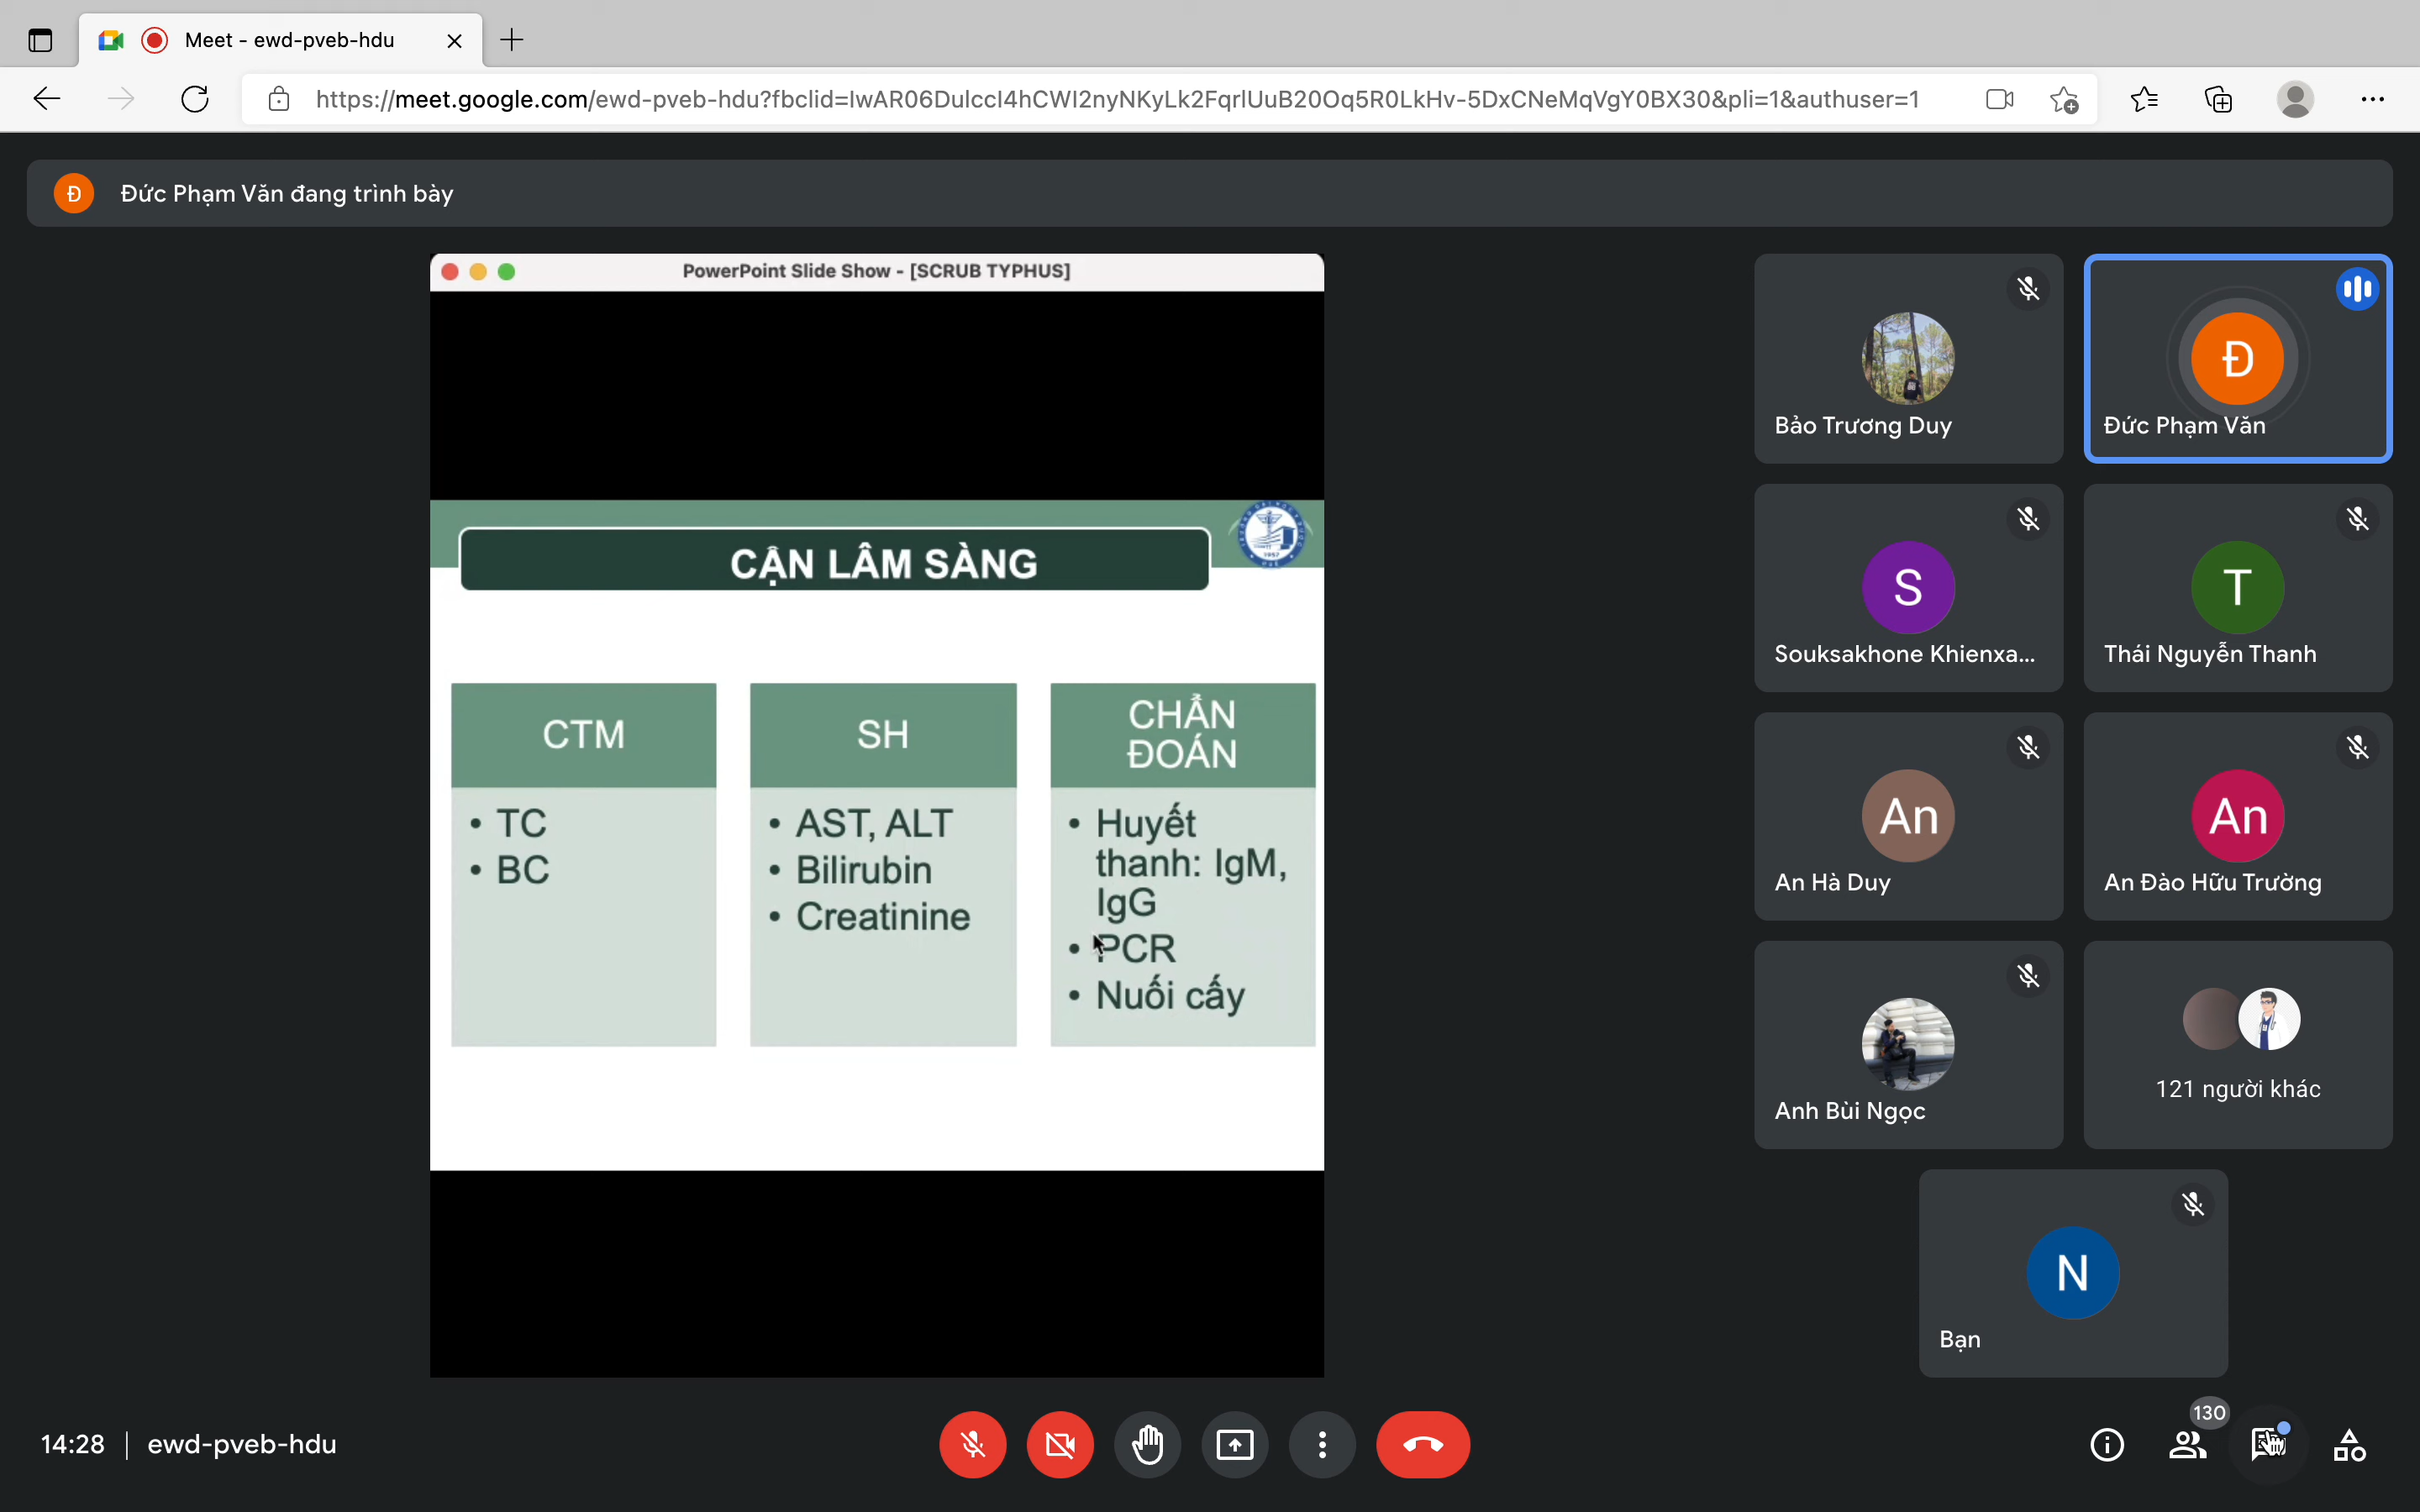 Meet - ewd-pveb-hdu
https://meet.google.com/ewd-pveb-hdu?fbclid=IwAR06DulccI4hCWI2nyNKyLk2FqrlUuB20Oq5R0LkHv-5DxCNeMqVgY0BX30&pli=1&authuser=1
Đ Đức Phạm Văn đang trình bày
PowerPoint Slide Show - [SCRUB TYPHUS]
CẬN LÂM SÀNG
1957
CTM
• TC
• BC
SH
• AST, ALT
• Bilirubin
• Creatinine
CHẨN
ĐOÁN
• Huyết
thanh: IgM,
IgG
• PCR
• Nuối cấy
Bảo Trương Duy
Đ
Đức Phạm Văn
S
Souksakhone Khienxa...
T
Thái Nguyễn Thanh
An
An Hà Duy
An
An Đào Hữu Trường
Anh Bùi Ngọc
121 người khác
N
Bạn
14:28 | ewd-pveb-hdu
130